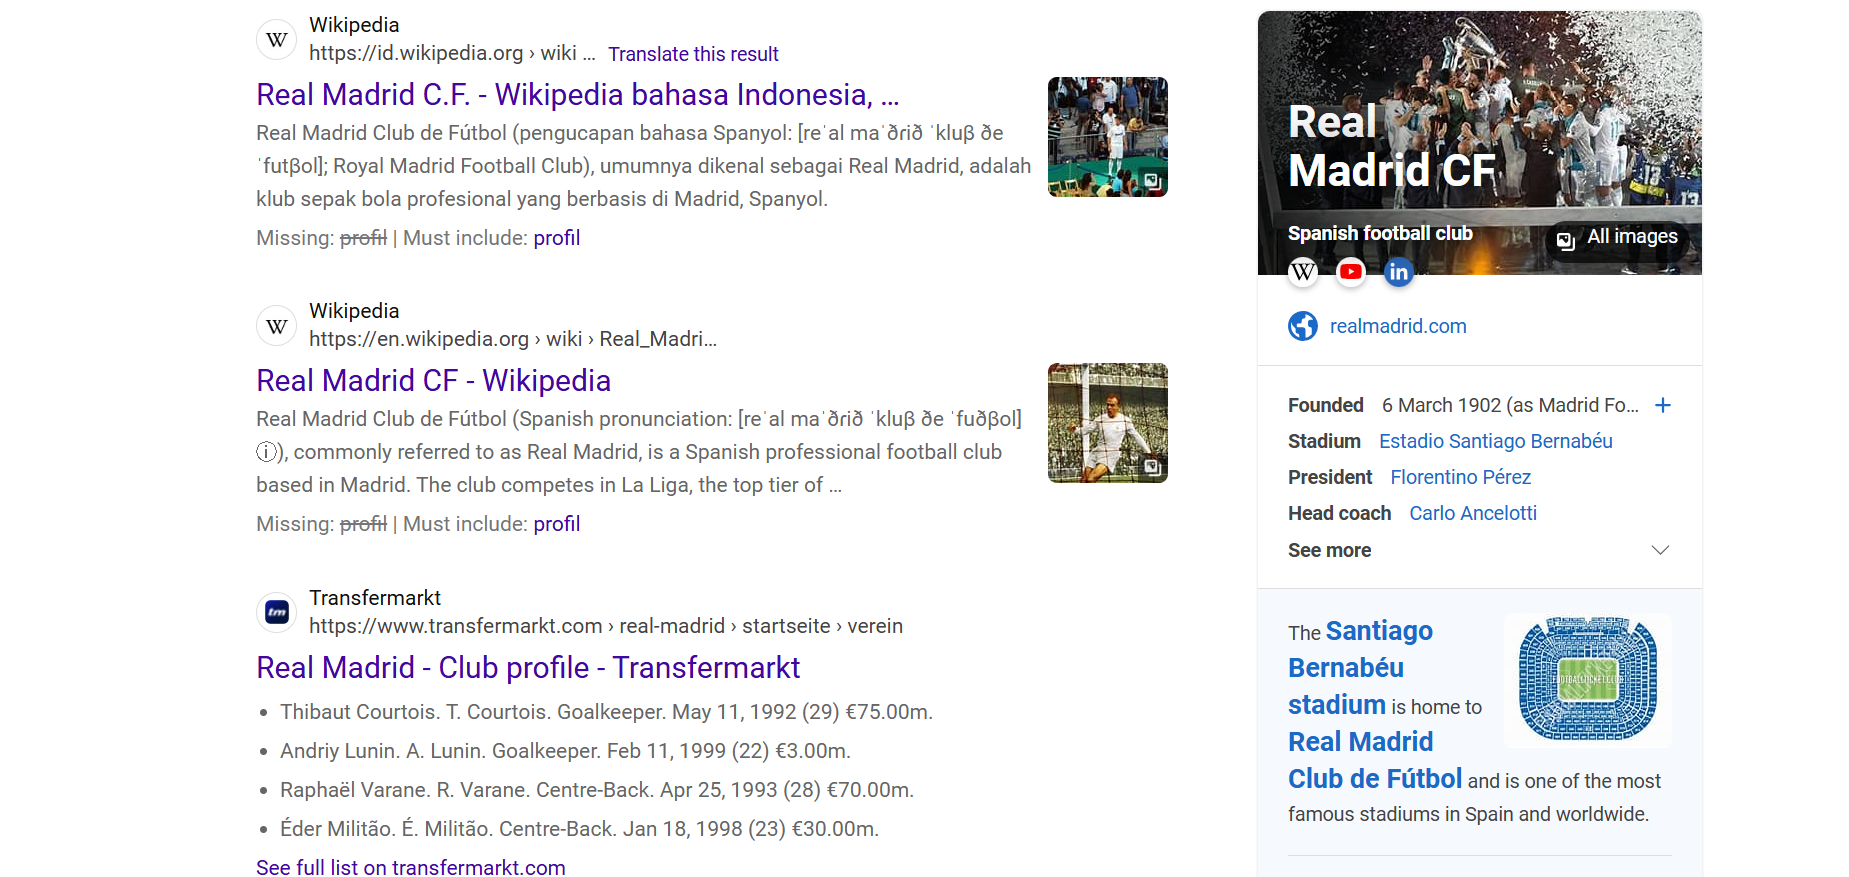 Wikipedia
https://id.wikipedia.org › wiki ... Translate this result
Real Madrid C.F. - Wikipedia bahasa Indonesia, ...
Real Madrid Club de Fútbol (pengucapan bahasa Spanyol: [reˈal maˈðɾið ˈkluβ ðe
ˈfutβol]; Royal Madrid Football Club), umumnya dikenal sebagai Real Madrid, adalah
klub sepak bola profesional yang berbasis di Madrid, Spanyol.
Missing: profil | Must include: profil
Wikipedia
https://en.wikipedia.org › wiki › Real_Madri...
Real Madrid CF - Wikipedia
Real Madrid Club de Fútbol (Spanish pronunciation: [reˈal maˈðɾið ˈkluβ ðe ˈfuðβol]
ⓘ), commonly referred to as Real Madrid, is a Spanish professional football club
based in Madrid. The club competes in La Liga, the top tier of ...
Missing: profil | Must include: profil
tm
Transfermarkt
https://www.transfermarkt.com › real-madrid › startseite › verein
Real Madrid - Club profile - Transfermarkt
• Thibaut Courtois. T. Courtois. Goalkeeper. May 11, 1992 (29) €75.00m.
• Andriy Lunin. A. Lunin. Goalkeeper. Feb 11, 1999 (22) €3.00m.
• Raphaël Varane. R. Varane. Centre-Back. Apr 25, 1993 (28) €70.00m.
• Éder Militão. É. Militão. Centre-Back. Jan 18, 1998 (23) €30.00m.
See full list on transfermarkt.com
Real
Madrid CF
Spanish football club
All images
realmadrid.com
Founded 6 March 1902 (as Madrid Fo...
Stadium Estadio Santiago Bernabéu
President Florentino Pérez
Head coach Carlo Ancelotti
See more
The Santiago
Bernabéu
stadium is home to
Real Madrid
Club de Fútbol and is one of the most
famous stadiums in Spain and worldwide.